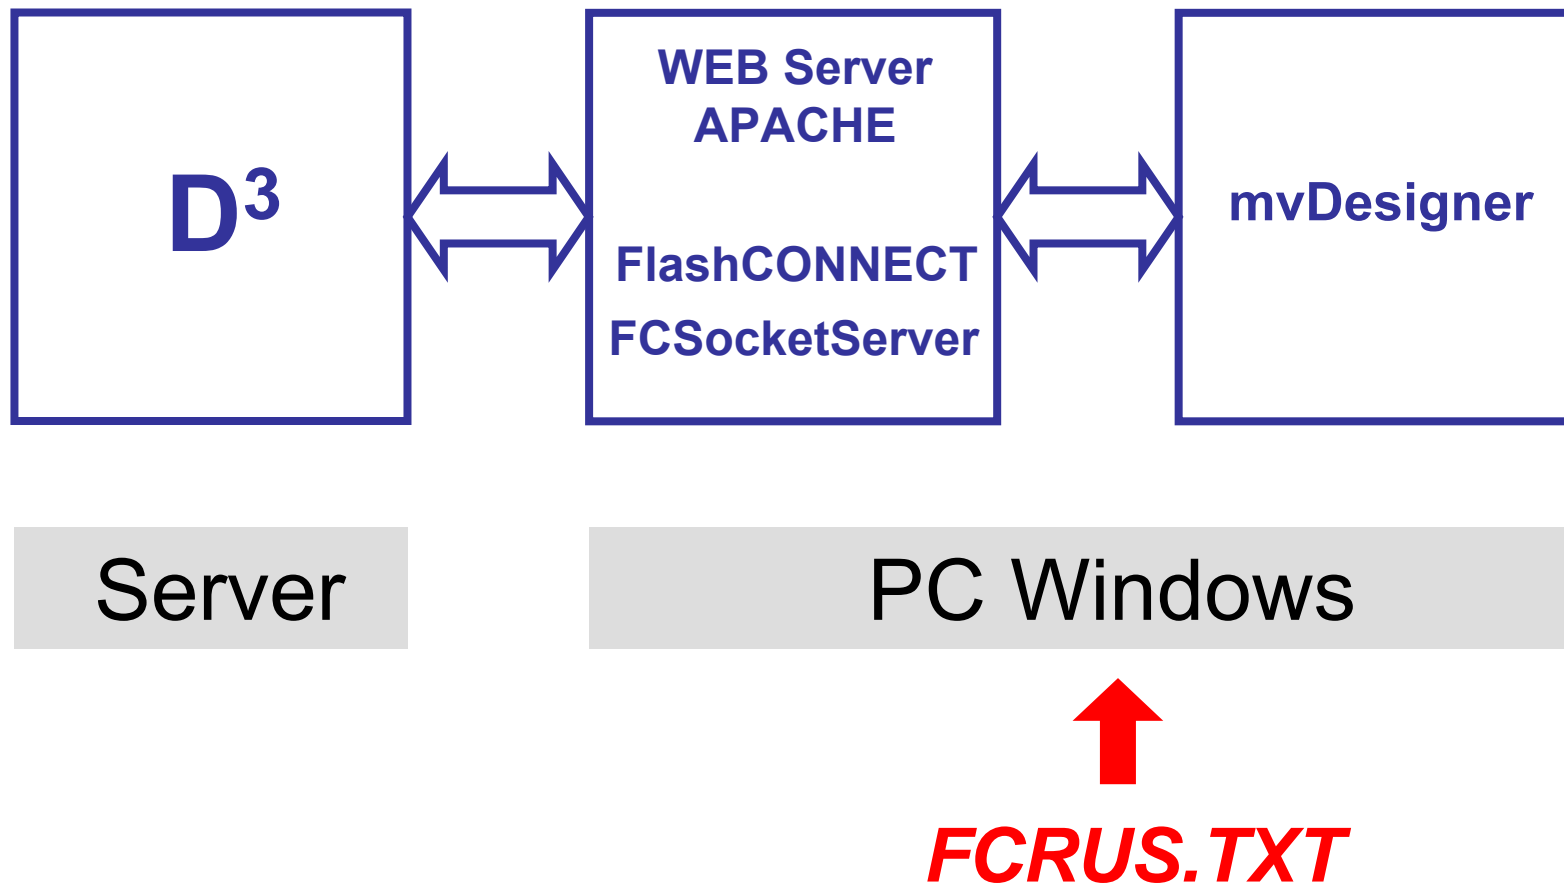 D³
WEB Server
APACHE
FlashCONNECT
FCSocketServer
mvDesigner
Server
PC Windows
FCRUS.TXT